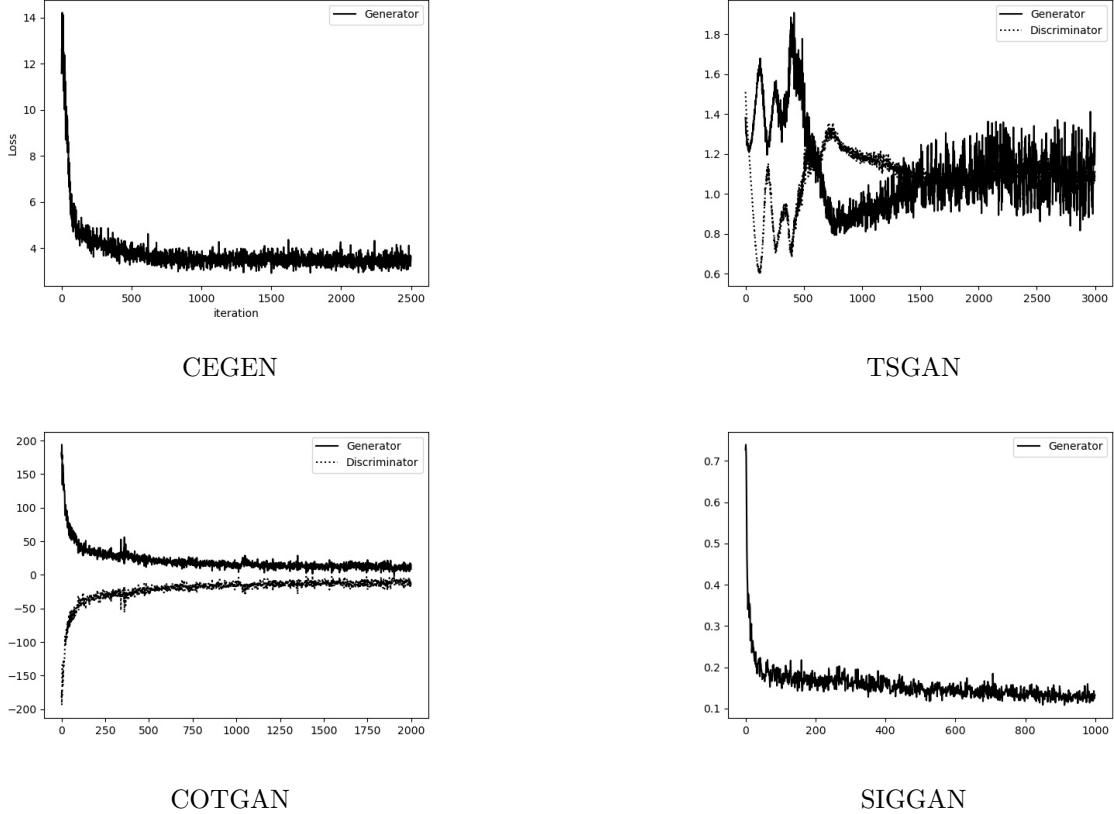 Generator
14
12
10
8
6
4
Loss
0 500 1000 1500 2000 2500
iteration
CEGEN
Generator
Discriminator
1.8
1.6
1.4
1.2
1.0
0.8
0.6
0 500 1000 1500 2000 2500 3000
TSGAN
Generator
Discriminator
200
150
100
50
0
−50
−100
−150
−200
0 250 500 750 1000 1250 1500 1750 2000
COTGAN
Generator
0.7
0.6
0.5
0.4
0.3
0.2
0.1
0 200 400 600 800 1000
SIGGAN